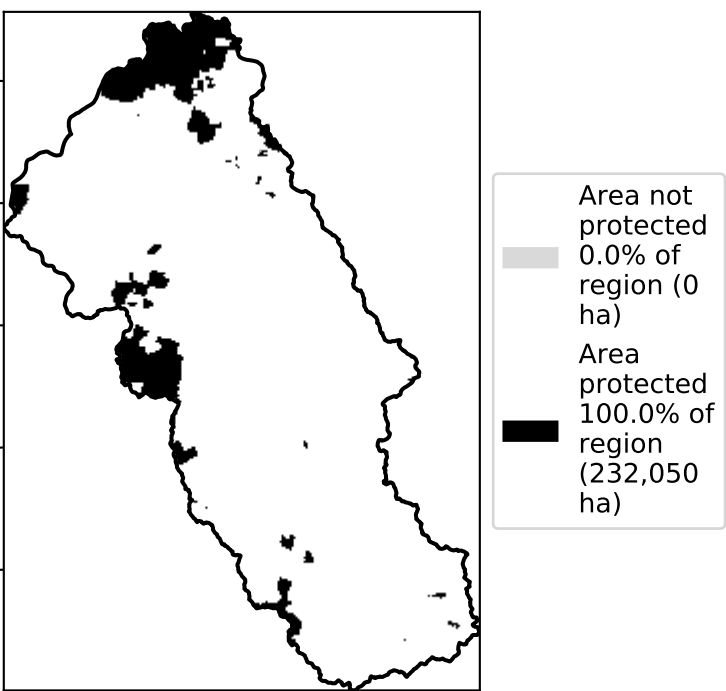 Area not
protected
0.0% of
region (0
ha)
Area
protected
100.0% of
region
(232,050
ha)